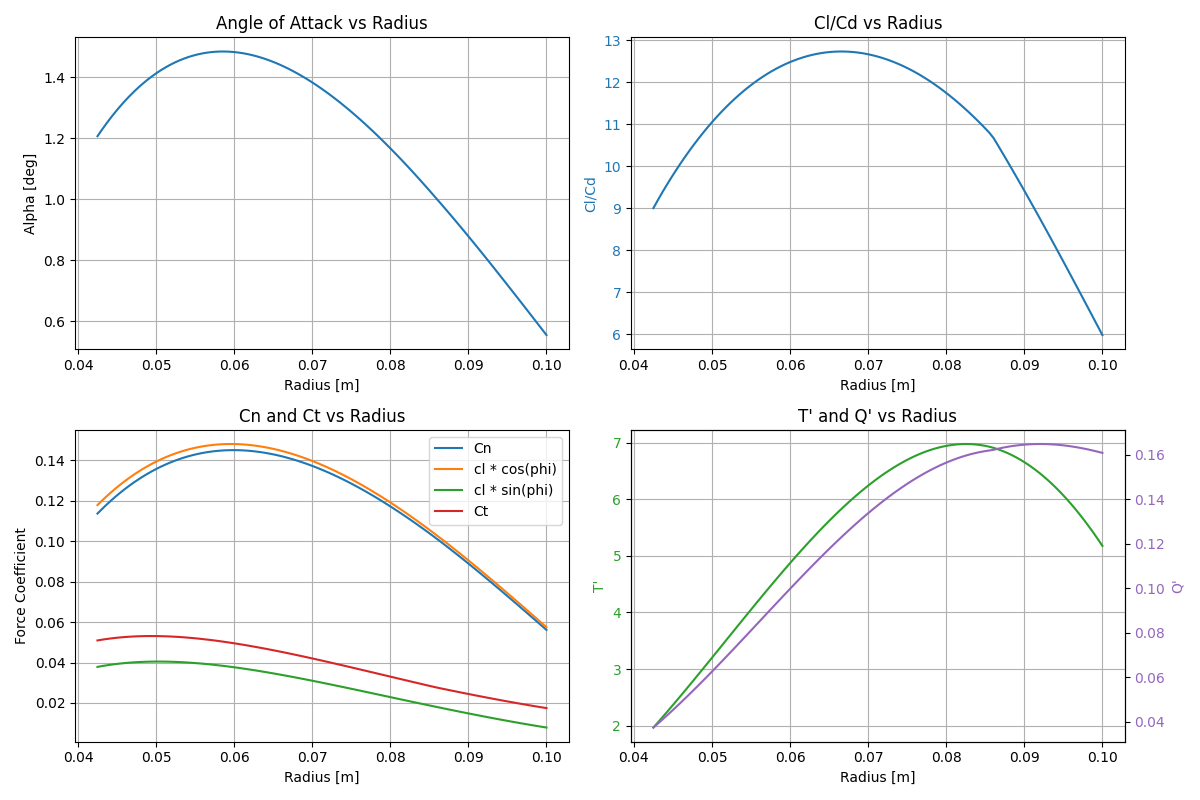 Angle of Attack vs Radius
Alpha [deg]
1.4
1.2
1.0
0.8
0.6
0.04 0.05 0.06 0.07 0.08 0.09 0.10
Radius [m]
Cl/Cd vs Radius
Cl/Cd
13
12
11
10
9
8
7
6
0.04 0.05 0.06 0.07 0.08 0.09 0.10
Radius [m]
Cn and Ct vs Radius
Force Coefficient
0.14
0.12
0.10
0.08
0.06
0.04
0.02
Cn
cl * cos(phi)
cl * sin(phi)
Ct
0.04 0.05 0.06 0.07 0.08 0.09 0.10
Radius [m]
T' and Q' vs Radius
T'
7
6
5
4
3
2
0.16
0.14
0.12
0.10
0.08
0.06
0.04
Q'
0.04 0.05 0.06 0.07 0.08 0.09 0.10
Radius [m]